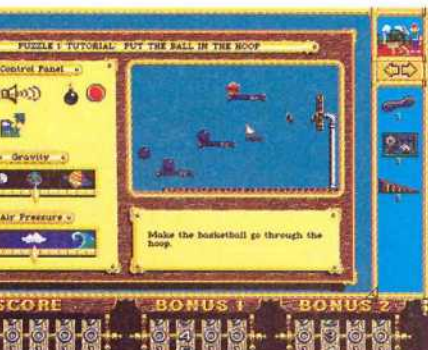 PUZZLE 1 TUTORIAL PUT THE BALL IN THE HOOP
Control Panel
Gravity
Air Pressure
Make the basketball go through the
hoop.
SCORE
BONUS 1
BONUS 2